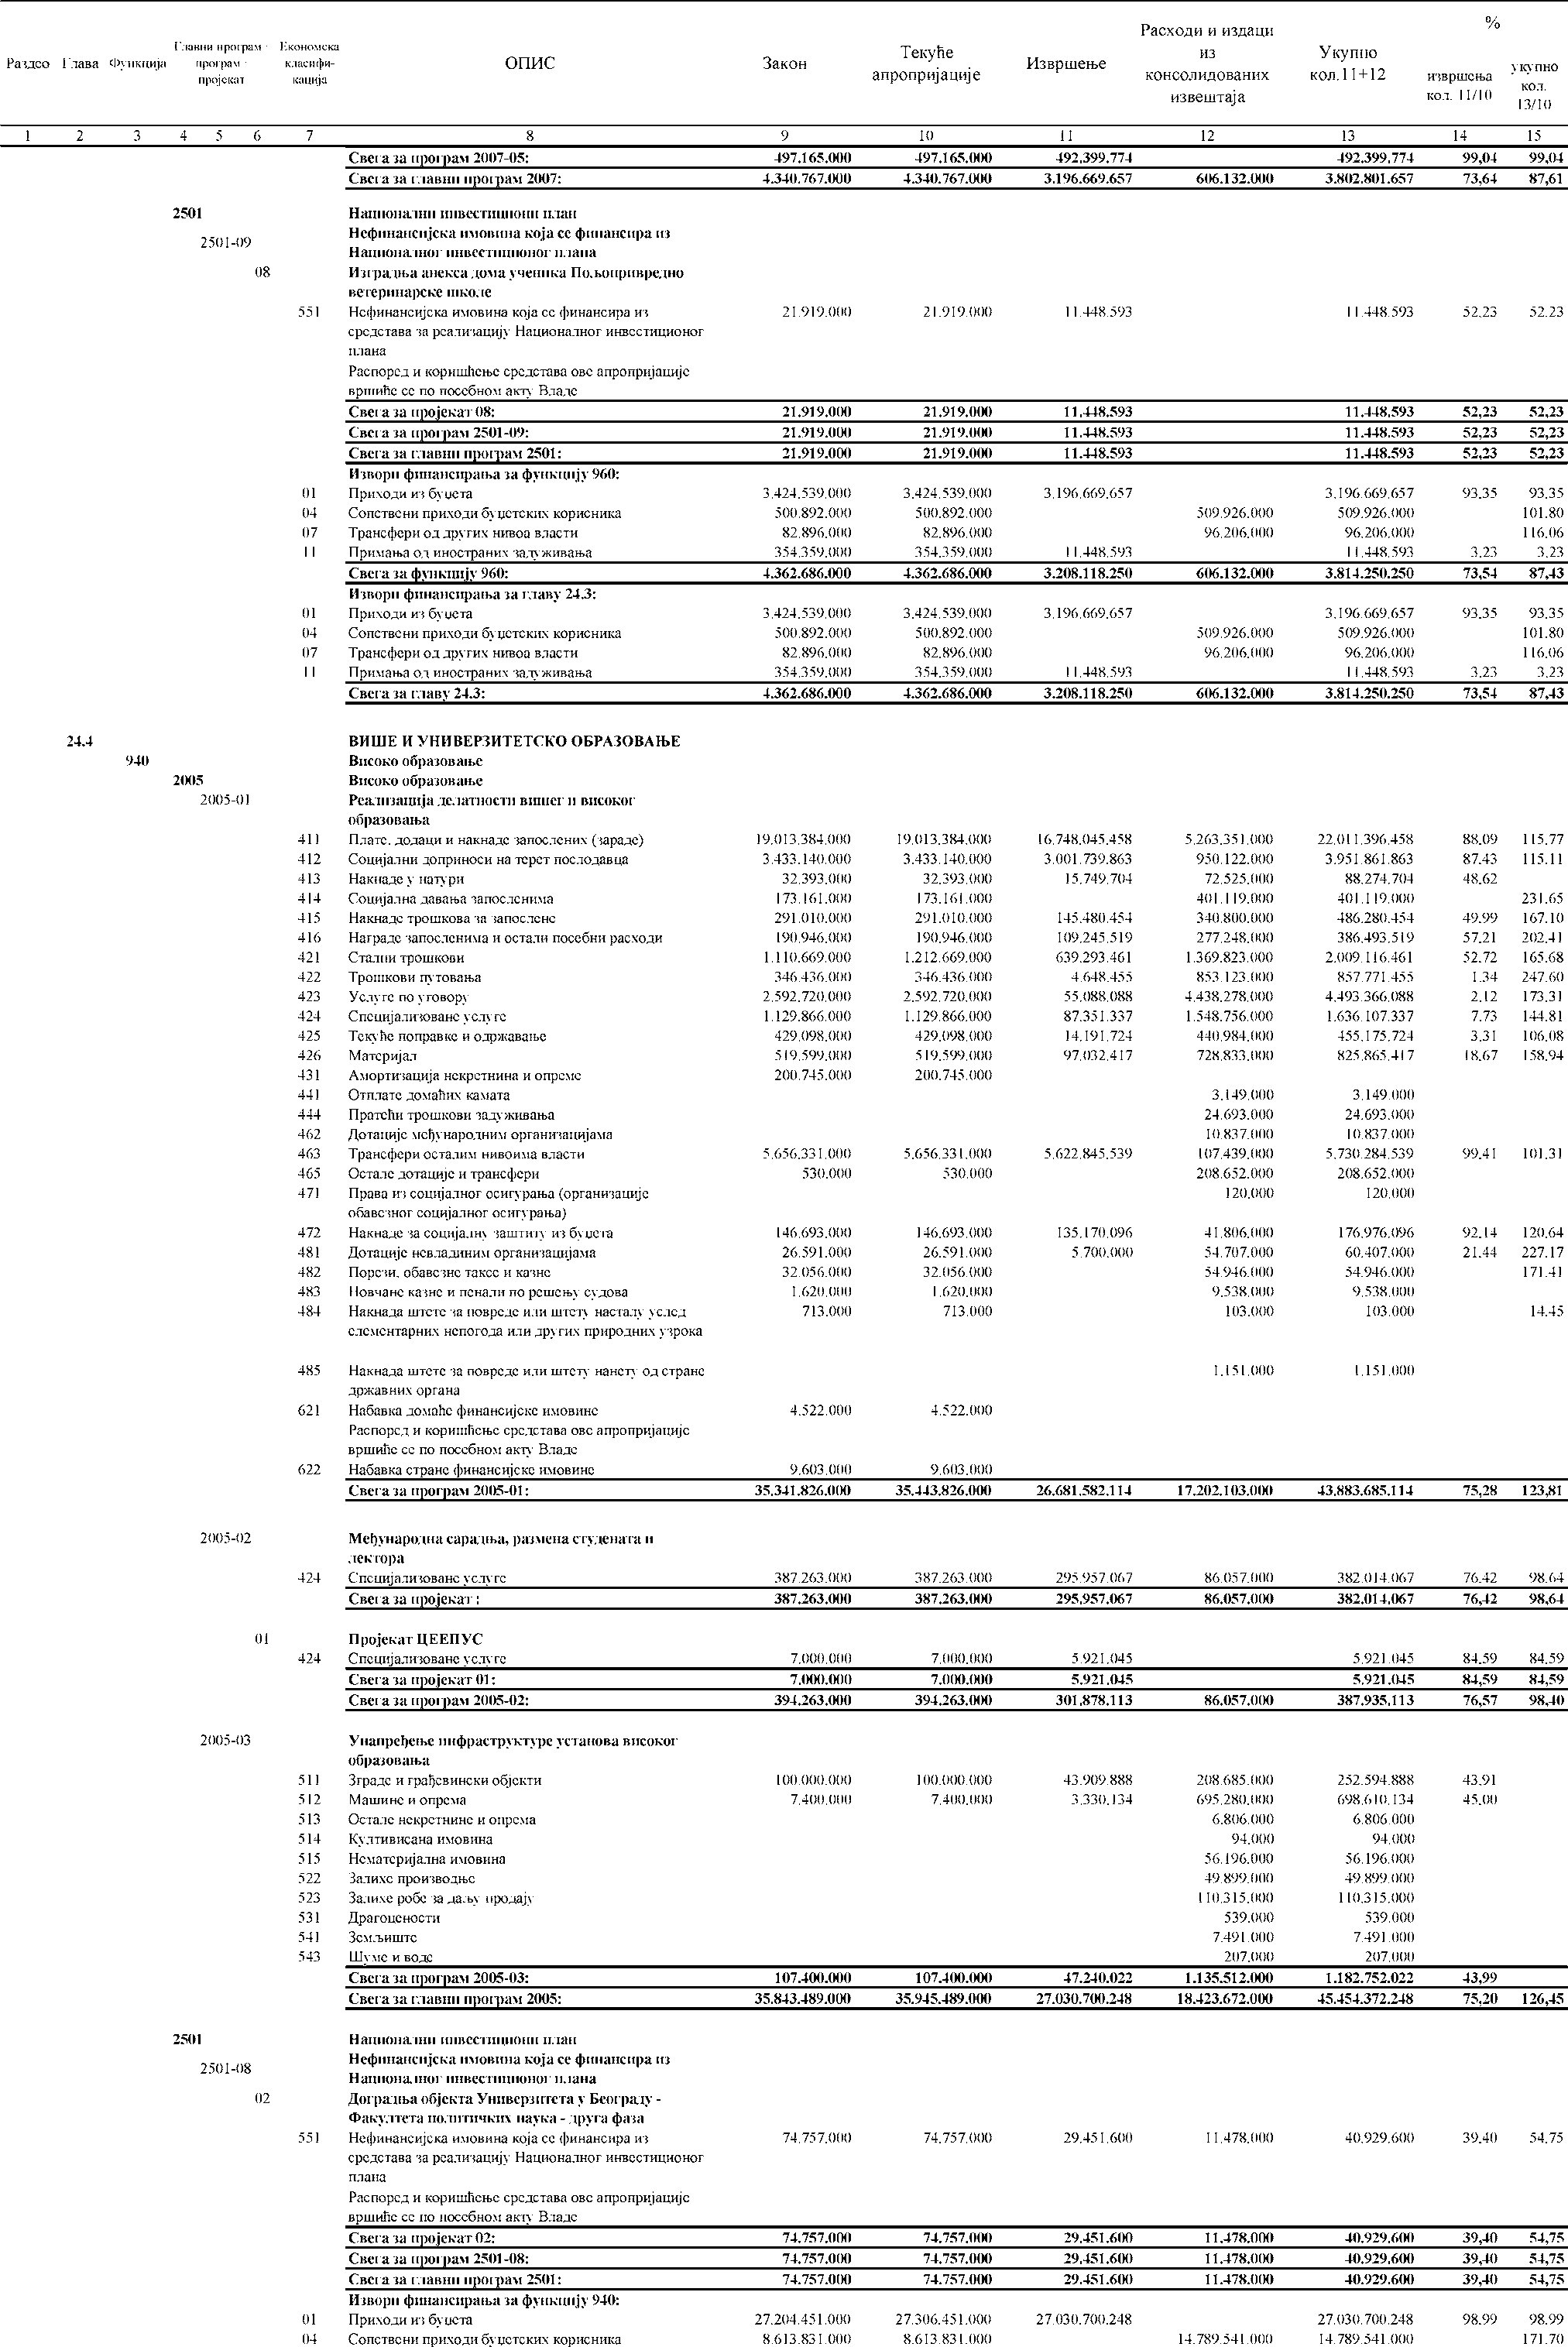 %
Раздео Глава Функција Главни програм - програм - пројекат Економска класифи- кација ОПИС Закон Текуће апропријације Извршење Расходи и издаци из консолидованих извештаја Укупно кол.11+12 извршења кол. 11/10 укупно кол. 13/10
1 2 3 4 5 6 7 8 9 10 11 12 13 14 15
Свега за програм 2007-05: 497.165.000 497.165.000 492.399.774 492.399.774 99,04 99,04
Свега за главни програм 2007: 4.340.767.000 4.340.767.000 3.196.669.657 606.132.000 3.802.801.657 73,64 87,61
2501 Национални инвестициони план
2501-09 Нефинансијска имовина која се финансира из
Националног инвестиционог плана
08 Изградња анекса дома ученика Пољопривредно
ветеринарске школе
551 Нефинансијска имовина која се финансира из 21.919.000 21.919.000 11.448.593 11.448.593 52,23 52,23
средстава за реализацију Националног инвестиционог
плана
Распоред и коришћење средстава ове апропријације
вршиће се по посебном акту Владе
Свега за пројекат 08: 21.919.000 21.919.000 11.448.593 11.448.593 52,23 52,23
Свега за програм 2501-09: 21.919.000 21.919.000 11.448.593 11.448.593 52,23 52,23
Свега за главни програм 2501: 21.919.000 21.919.000 11.448.593 11.448.593 52,23 52,23
Извори финансирања за функцију 960:
01 Приходи из буџета 3.424.539.000 3.424.539.000 3.196.669.657 3.196.669.657 93,35 93,35
04 Сопствени приходи буџетских корисника 500.892.000 500.892.000 509.926.000 509.926.000 101,80
07 Трансфери од других нивоа власти 82.896.000 82.896.000 96.206.000 96.206.000 116,06
11 Примања од иностраних задуживања 354.359.000 354.359.000 11.448.593 11.448.593 3,23 3,23
Свега за функцију 960: 4.362.686.000 4.362.686.000 3.208.118.250 606.132.000 3.814.250.250 73,54 87,43
Извори финансирања за главу 24.3:
01 Приходи из буџета 3.424.539.000 3.424.539.000 3.196.669.657 3.196.669.657 93,35 93,35
04 Сопствени приходи буџетских корисника 500.892.000 500.892.000 509.926.000 509.926.000 101,80
07 Трансфери од других нивоа власти 82.896.000 82.896.000 96.206.000 96.206.000 116,06
11 Примања од иностраних задуживања 354.359.000 354.359.000 11.448.593 11.448.593 3,23 3,23
Свега за главу 24.3: 4.362.686.000 4.362.686.000 3.208.118.250 606.132.000 3.814.250.250 73,54 87,43
24.4 ВИШЕ И УНИВЕРЗИТЕТСКО ОБРАЗОВАЊЕ
940 Високо образовање
2005 Високо образовање
2005-01 Реализација делатности вишег и високог
образовања
411 Плате, додаци и накнаде запослених (зараде) 19.013.384.000 19.013.384.000 16.748.045.458 5.263.351.000 22.011.396.458 88,09 115,77
412 Социјални доприноси на терет послодавца 3.433.140.000 3.433.140.000 3.001.739.863 950.122.000 3.951.861.863 87,43 115,11
413 Накнаде у натури 32.393.000 32.393.000 15.749.704 72.525.000 88.274.704 48,62
414 Социјална давања запосленима 173.161.000 173.161.000 401.119.000 401.119.000 231,65
415 Накнаде трошкова за запослене 291.010.000 291.010.000 145.480.454 340.800.000 486.280.454 49,99 167,10
416 Награде запосленима и остали посебни расходи 190.946.000 190.946.000 109.245.519 277.248.000 386.493.519 57,21 202,41
421 Стални трошкови 1.110.669.000 1.212.669.000 639.293.461 1.369.823.000 2.009.116.461 52,72 165,68
422 Трошкови путовања 346.436.000 346.436.000 4.648.455 853.123.000 857.771.455 1,34 247,60
423 Услуге по уговору 2.592.720.000 2.592.720.000 55.088.088 4.438.278.000 4.493.366.088 2,12 173,31
424 Специјализоване услуге 1.129.866.000 1.129.866.000 87.351.337 1.548.756.000 1.636.107.337 7,73 144,81
425 Текуће поправке и одржавање 429.098.000 429.098.000 14.191.724 440.984.000 455.175.724 3,31 106,08
426 Материјал 519.599.000 519.599.000 97.032.417 728.833.000 825.865.417 18,67 158,94
431 Амортизација некретнина и опреме 200.745.000 200.745.000
441 Отплате домаћих камата 3.149.000 3.149.000
444 Пратећи трошкови задуживања 24.693.000 24.693.000
462 Дотације међународним организацијама 10.837.000 10.837.000
463 Трансфери осталим нивоима власти 5.656.331.000 5.656.331.000 5.622.845.539 107.439.000 5.730.284.539 99,41 101,31
465 Остале дотације и трансфери 530.000 530.000 208.652.000 208.652.000
471 Права из социјалног осигурања (организације 120.000 120.000
обавезног социјалног осигурања)
472 Накнаде за социјалну заштиту из буџета 146.693.000 146.693.000 135.170.096 41.806.000 176.976.096 92,14 120,64
481 Дотације невладиним организацијама 26.591.000 26.591.000 5.700.000 54.707.000 60.407.000 21,44 227,17
482 Порези, обавезне таксе и казне 32.056.000 32.056.000 54.946.000 54.946.000 171,41
483 Новчане казне и пенали по решењу судова 1.620.000 1.620.000 9.538.000 9.538.000
484 Накнада штете за повреде или штету насталу услед 713.000 713.000 103.000 103.000 14,45
елементарних непогода или других природних узрока
485 Накнада штете за повреде или штету нанету од стране 1.151.000 1.151.000
државних органа
621 Набавка домаће финансијске имовине 4.522.000 4.522.000
Распоред и коришћење средстава ове апропријације
вршиће се по посебном акту Владе
622 Набавка стране финансијске имовине 9.603.000 9.603.000
Свега за програм 2005-01: 35.341.826.000 35.443.826.000 26.681.582.114 17.202.103.000 43.883.685.114 75,28 123,81
2005-02 Међународна сарадња, размена студената и
лектора
424 Специјализоване услуге 387.263.000 387.263.000 295.957.067 86.057.000 382.014.067 76,42 98,64
Свега за пројекат : 387.263.000 387.263.000 295.957.067 86.057.000 382.014.067 76,42 98,64
01 Пројекат ЦЕЕПУС
424 Специјализоване услуге 7.000.000 7.000.000 5.921.045 5.921.045 84,59 84,59
Свега за пројекат 01: 7.000.000 7.000.000 5.921.045 5.921.045 84,59 84,59
Свега за програм 2005-02: 394.263.000 394.263.000 301.878.113 86.057.000 387.935.113 76,57 98,40
2005-03 Унапређење инфраструктуре установа високог
образовања
511 Зграде и грађевински објекти 100.000.000 100.000.000 43.909.888 208.685.000 252.594.888 43,91
512 Машине и опрема 7.400.000 7.400.000 3.330.134 695.280.000 698.610.134 45,00
513 Остале некретнине и опрема 6.806.000 6.806.000
514 Култивисана имовина 94.000 94.000
515 Нематеријална имовина 56.196.000 56.196.000
522 Залихе производње 49.899.000 49.899.000
523 Залихе робе за даљу продају 110.315.000 110.315.000
531 Драгоцености 539.000 539.000
541 Земљиште 7.491.000 7.491.000
543 Шуме и воде 207.000 207.000
Свега за програм 2005-03: 107.400.000 107.400.000 47.240.022 1.135.512.000 1.182.752.022 43,99
Свега за главни програм 2005: 35.843.489.000 35.945.489.000 27.030.700.248 18.423.672.000 45.454.372.248 75,20 126,45
2501 Национални инвестициони план
2501-08 Нефинансијска имовина која се финансира из
Националног инвестиционог плана
02 Доградња објекта Универзитета у Београду -
Факултета политичких наука - друга фаза
551 Нефинансијска имовина која се финансира из 74.757.000 74.757.000 29.451.600 11.478.000 40.929.600 39,40 54,75
средстава за реализацију Националног инвестиционог
плана
Распоред и коришћење средстава ове апропријације
вршиће се по посебном акту Владе
Свега за пројекат 02: 74.757.000 74.757.000 29.451.600 11.478.000 40.929.600 39,40 54,75
Свега за програм 2501-08: 74.757.000 74.757.000 29.451.600 11.478.000 40.929.600 39,40 54,75
Свега за главни програм 2501: 74.757.000 74.757.000 29.451.600 11.478.000 40.929.600 39,40 54,75
Извори финансирања за функцију 940:
01 Приходи из буџета 27.204.451.000 27.306.451.000 27.030.700.248 27.030.700.248 98,99 98,99
04 Сопствени приходи буџетских корисника 8.613.831.000 8.613.831.000 14.789.541.000 14.789.541.000 171,70